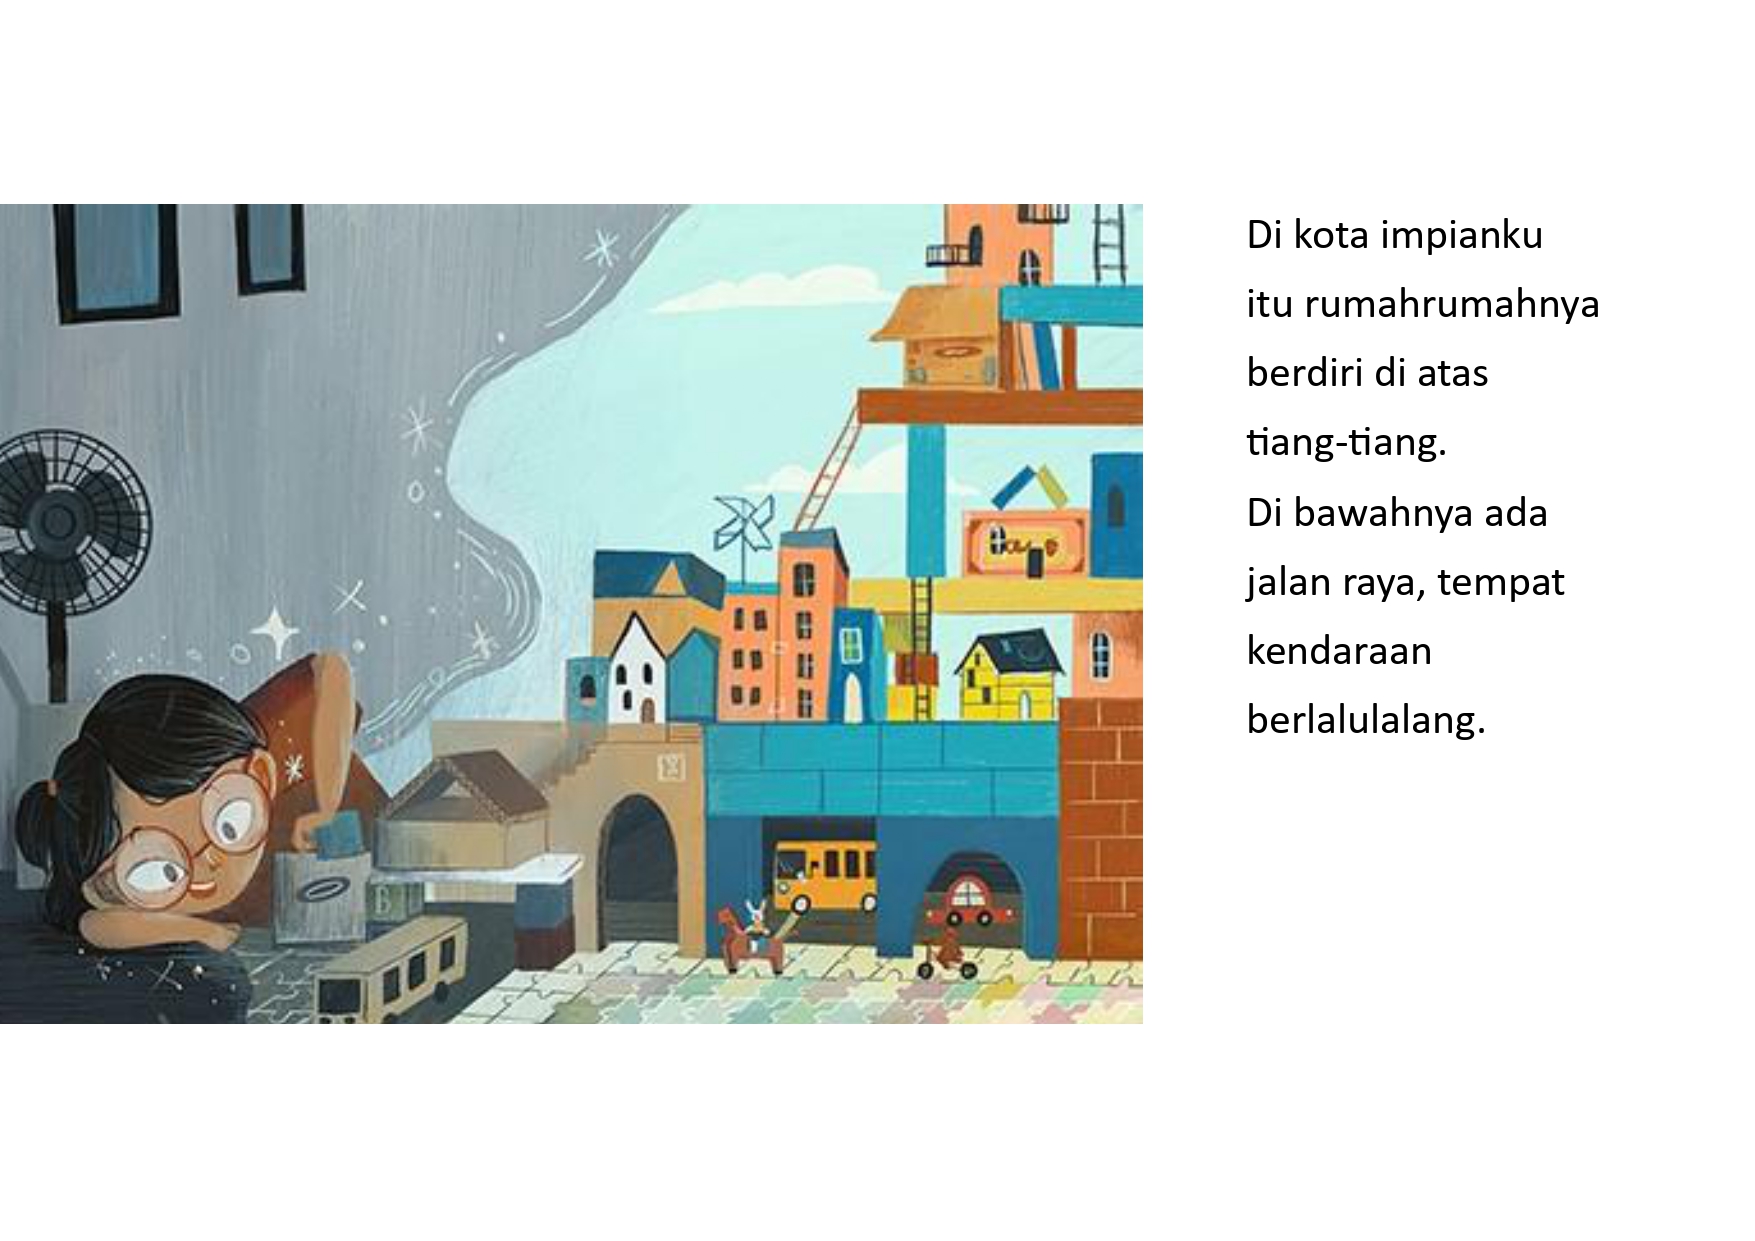 Di kota impianku
itu rumahrumahnya
berdiri di atas
tiang-tiang.
Di bawahnya ada
jalan raya, tempat
kendaraan
berlalulalang.
B